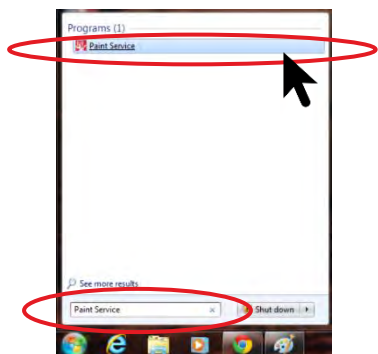 Programs (1)
Paint Service
See more results
Paint Service
Shut down